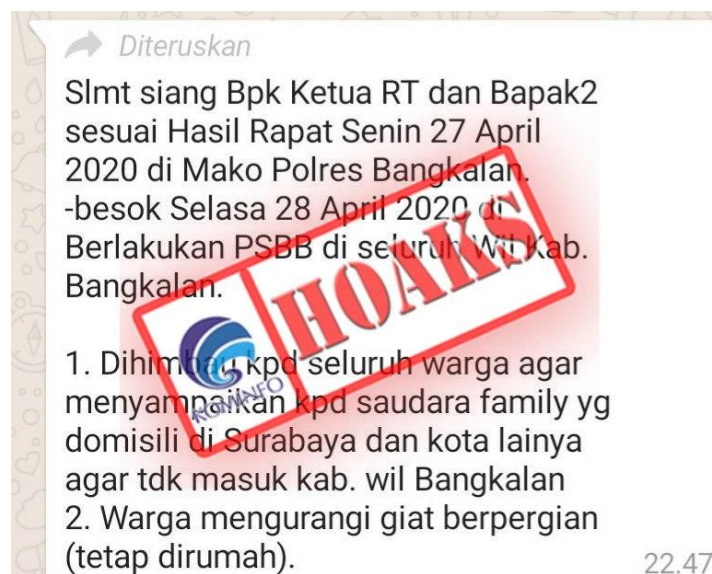 Diteruskan
Slmt siang Bpk Ketua RT dan Bapak2
sesuai Hasil Rapat Senin 27 April
2020 di Mako Polres Bangkalan.
-besok Selasa 28 April 2020 di
Berlakukan PSBB di seluruh Wil Kab.
Bangkalan.
HOAKS
KOMINFO
1. Dihimbau kpd seluruh warga agar
menyampaikan kpd saudara family yg
domisili di Surabaya dan kota lainya
agar tdk masuk kab. wil Bangkalan
2. Warga mengurangi giat berpergian
(tetap dirumah).
22.47